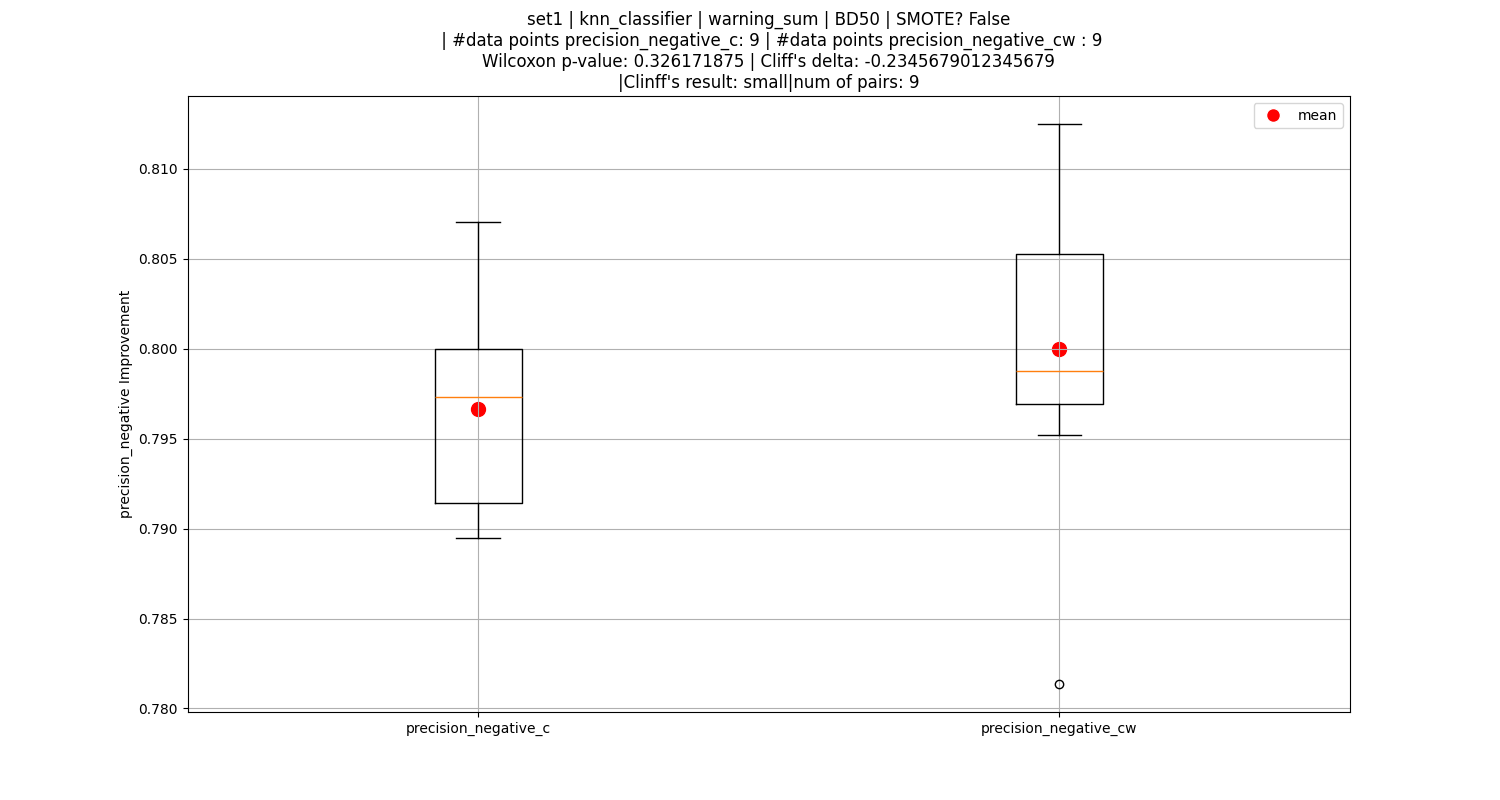 set1 | knn_classifier | warning_sum | BD50 | SMOTE? False
| #data points precision_negative_c: 9 | #data points precision_negative_cw : 9
Wilcoxon p-value: 0.326171875 | Cliff's delta: -0.2345679012345679
|Clinff's result: small|num of pairs: 9
mean
0.810
0.805
0.800
0.795
0.790
0.785
0.780
precision_negative Improvement
precision_negative_c
precision_negative_cw